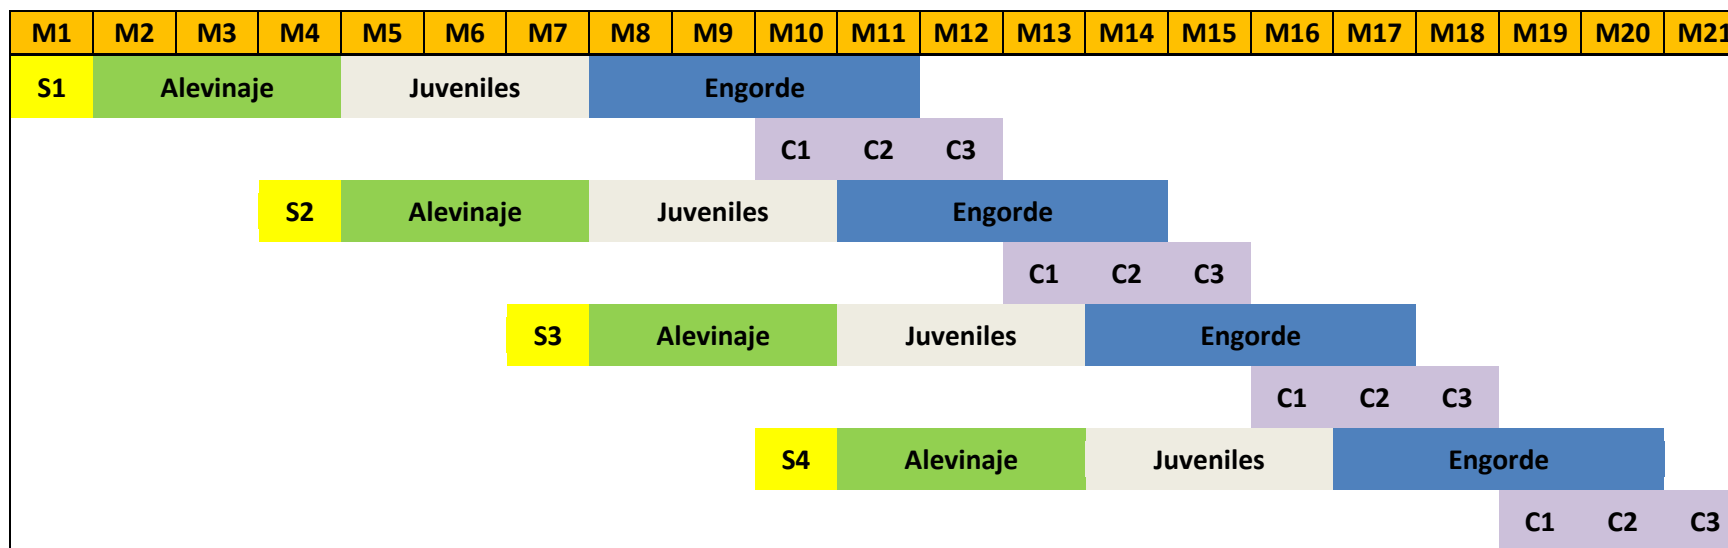 M1 M2 M3 M4 M5 M6 M7 M8 M9 M10 M11 M12 M13 M14 M15 M16 M17 M18 M19 M20 M21
S1 Alevinaje Juveniles Engorde
C1 C2 C3
S2 Alevinaje Juveniles Engorde
C1 C2 C3
S3 Alevinaje Juveniles Engorde
C1 C2 C3
S4 Alevinaje Juveniles Engorde
C1 C2 C3